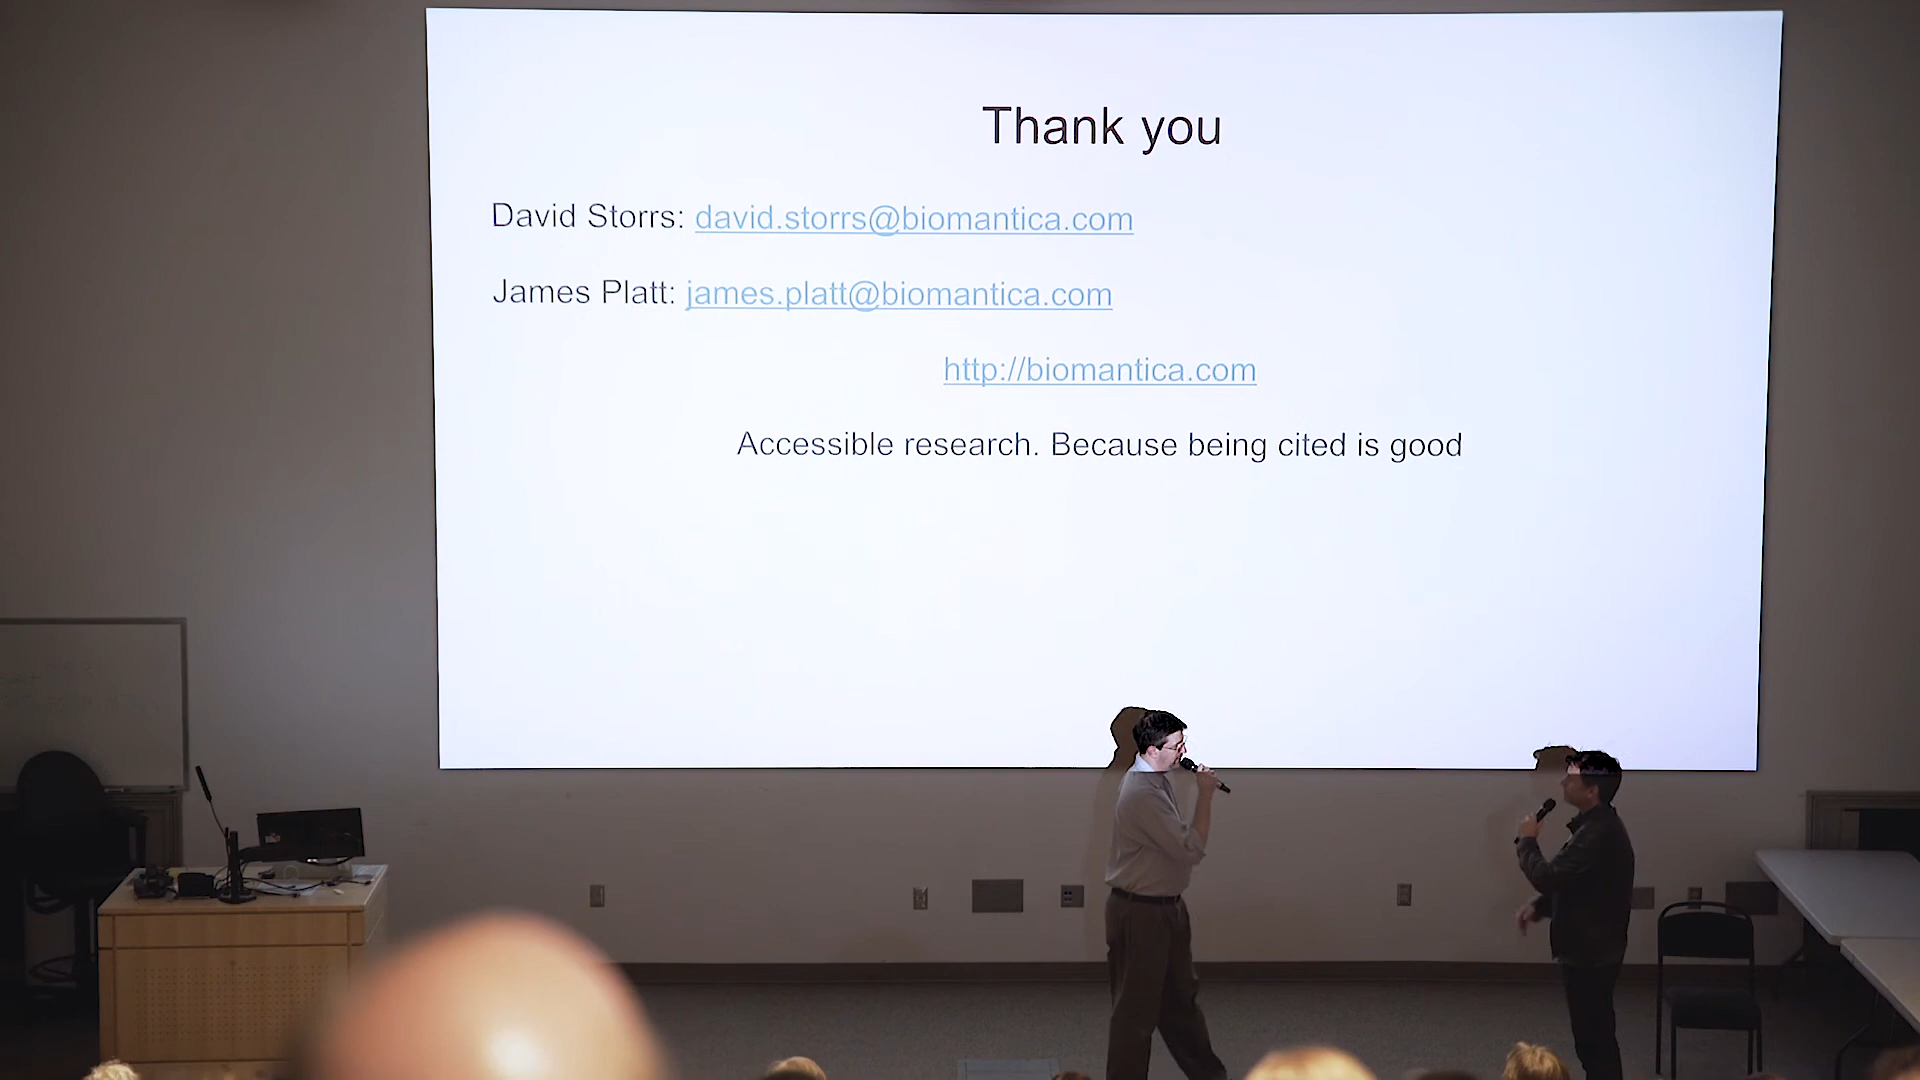 Thank you
David Storrs: david.storrs@biomantica.com
James Platt: james.platt@biomantica.com
http://biomantica.com
Accessible research. Because being cited is good